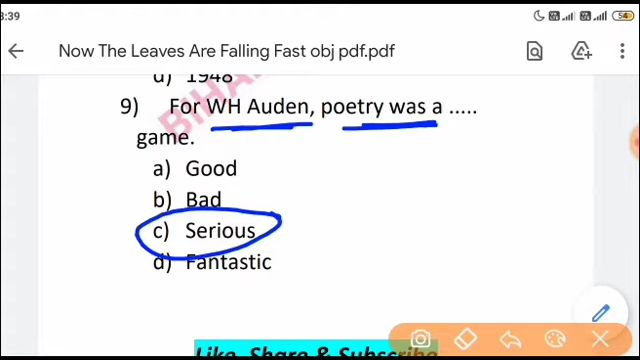 3:39
54
Now The Leaves Are Falling Fast obj pdf.pdf
d) 1948
9) For WH Auden, poetry was a .....
game.
a) Good
b) Bad
c) Serious
d) Fantastic
Like, Share & Subscribe